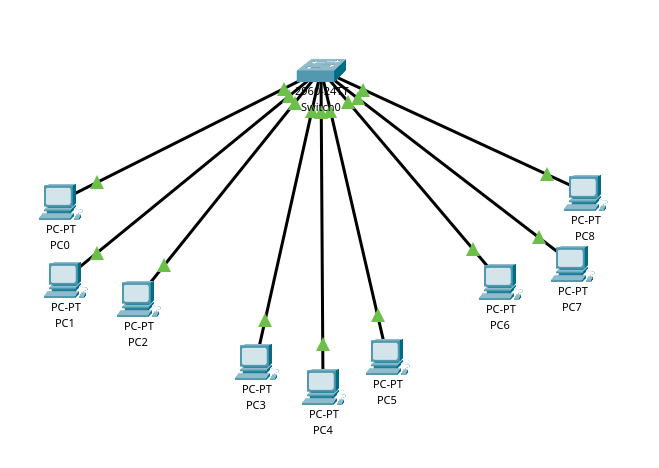 2960-24TT
Switch0
PC-PT
PC0
PC-PT
PC1
PC-PT
PC2
PC-PT
PC3
PC-PT
PC4
PC-PT
PC5
PC-PT
PC6
PC-PT
PC7
PC-PT
PC8